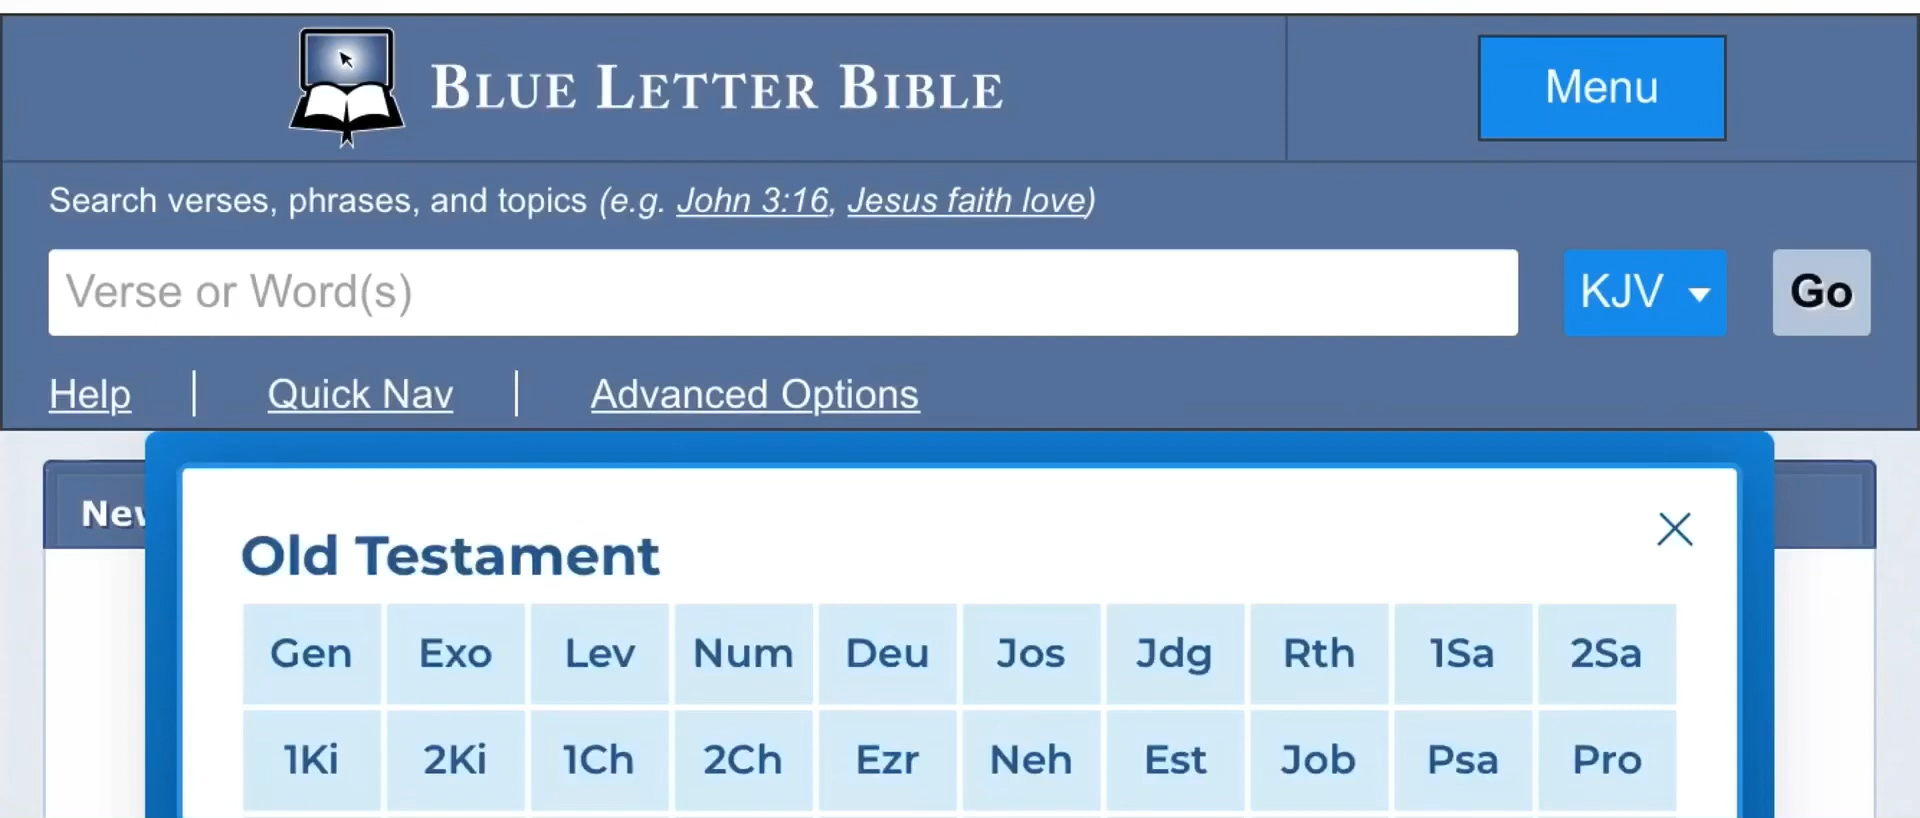 BLUE LETTER BIBLE
Menu
Search verses, phrases, and topics (e.g. John 3:16, Jesus faith love)
Verse or Word(s)
KJV
Go
Help | Quick Nav | Advanced Options
Old Testament
Gen Exo Lev Num Deu Jos Jdg Rth 1Sa 2Sa
1Ki 2Ki 1Ch 2Ch Ezr Neh Est Job Psa Pro